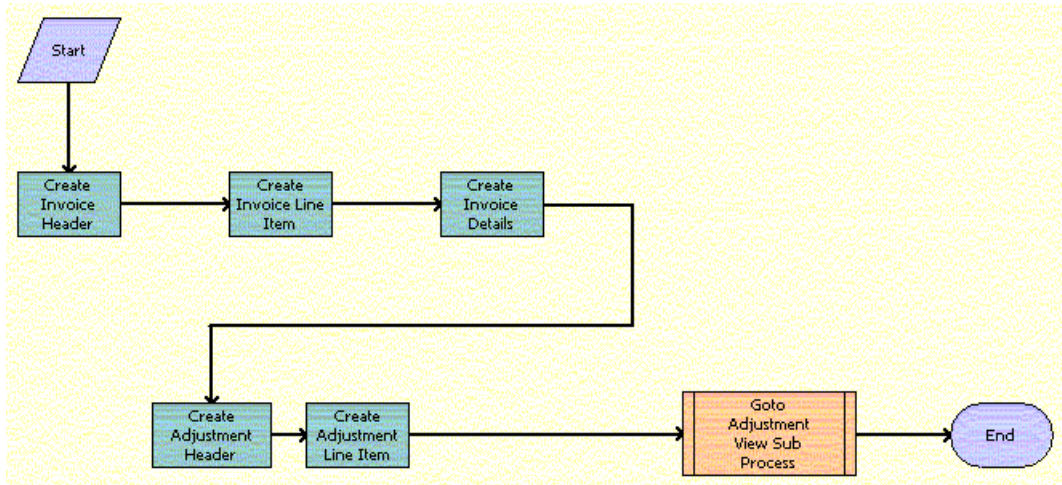 Start
Create
Invoice
Header
Create
Invoice Line
Item
Create
Invoice
Details
Create
Adjustment
Header
Create
Adjustment
Line Item
Goto
Adjustment
View Sub
Process
End